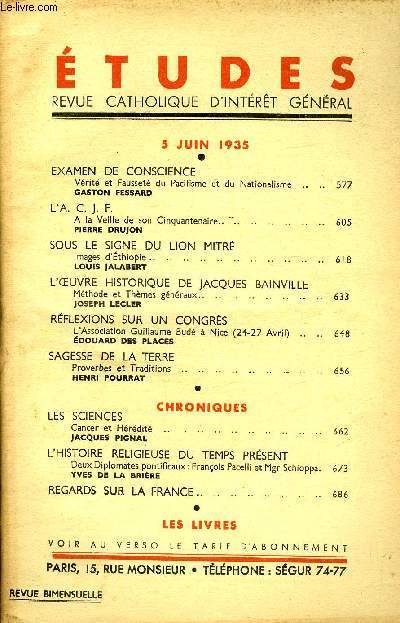 Le-livre.com
ÉTUDES
REVUE CATHOLIQUE D'INTÉRÊT GÉNÉRAL
5 JUIN 1935
EXAMEN DE CONSCIENCE
Vérité et Fausseté du Pacifisme et du Nationalisme .. .. 577
GASTON FESSARD
L'A. C. J. F.
A la Veille de son Cinquantenaire.. .. .. .. .. .. .. 605
PIERRE DRUJON
SOUS LE SIGNE DU LION MITRÉ
Images d'Éthiopie .. .. .. .. .. .. .. .. .. .. 618
LOUIS JALABERT
L'ŒUVRE HISTORIQUE DE JACQUES BAINVILLE
Méthode et Thèmes généraux.. .. .. .. .. .. .. .. 633
JOSEPH LECLER
RÉFLEXIONS SUR UN CONGRÈS
L'Association Guillaume Budé à Nice (24-27 Avril) .. .. 648
ÉDOUARD DES PLACES
SAGESSE DE LA TERRE
Proverbes et Traditions .. .. .. .. .. .. .. .. .. 656
HENRI POURRAT
CHRONIQUES
LES SCIENCES
Cancer et Hérédité .. .. .. .. .. .. .. .. .. 662
JACQUES PIGNAL
L'HISTOIRE RELIGIEUSE DU TEMPS PRÉSENT
Deux Diplomates pontificaux : François Pacelli et Mgr Schioppa. 673
YVES DE LA BRIÈRE
REGARDS SUR LA FRANCE.. .. .. .. .. .. .. .. 686
LES LIVRES
VOIR AU VERSO LE TARIF D'ABONNEMENT
PARIS, 15, RUE MONSIEUR • TÉLÉPHONE : SÉGUR 74-77
REVUE BIMENSUELLE